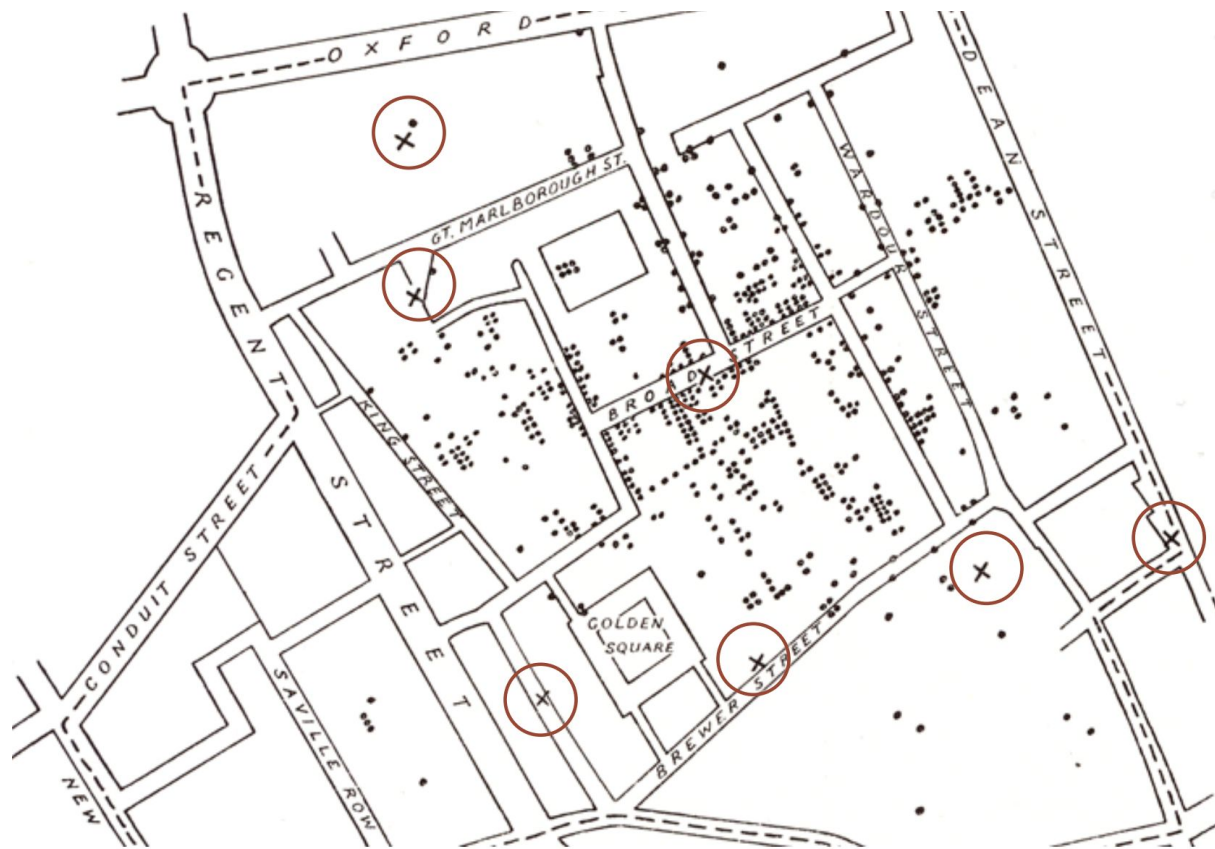 OXFORD
DEAN STREET
WARDOUR STREET
GT. MARLBOROUGH ST.
REGENT STREET
BROAD STREET
KING STREET
CONDUIT STREET
GOLDEN
SQUARE
BREWER STREET
SAVILLE ROW
NEW